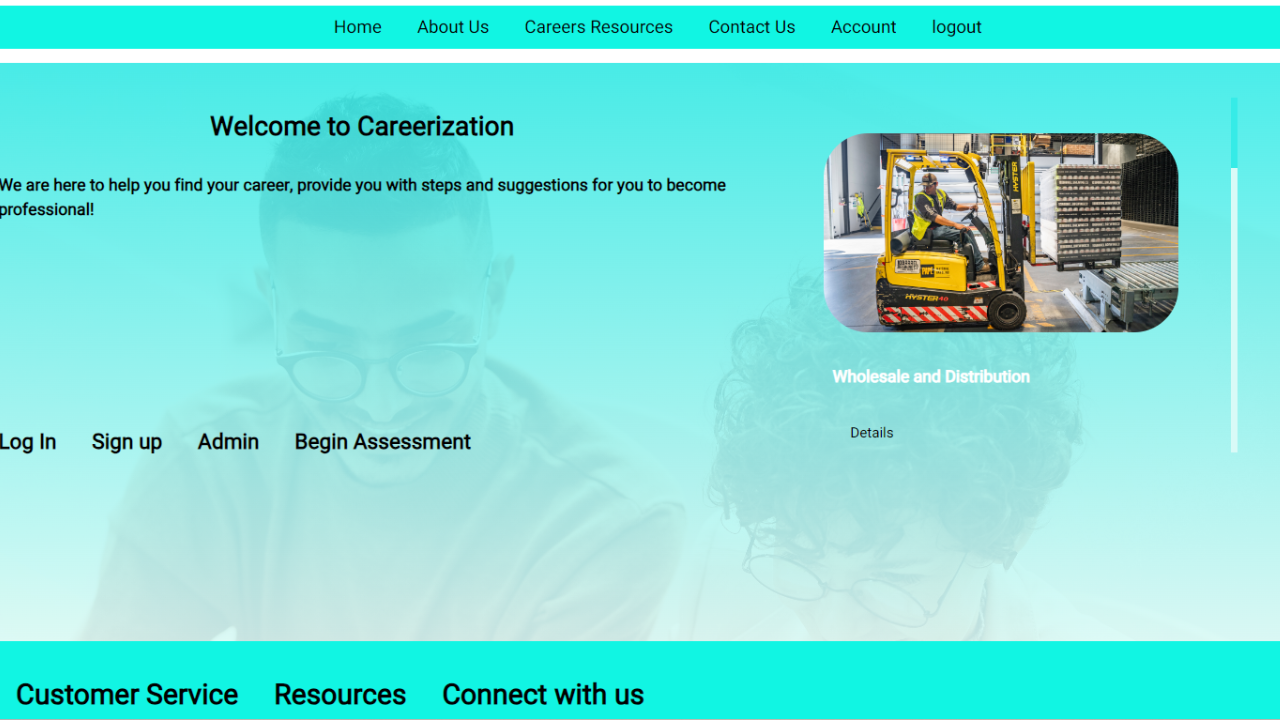 Home About Us Careers Resources Contact Us Account logout
Welcome to Careerization
We are here to help you find your career, provide you with steps and suggestions for you to become
professional!
HYSTER
HYSTER 40
Wholesale and Distribution
Details
Log In Sign up Admin Begin Assessment
Customer Service Resources Connect with us